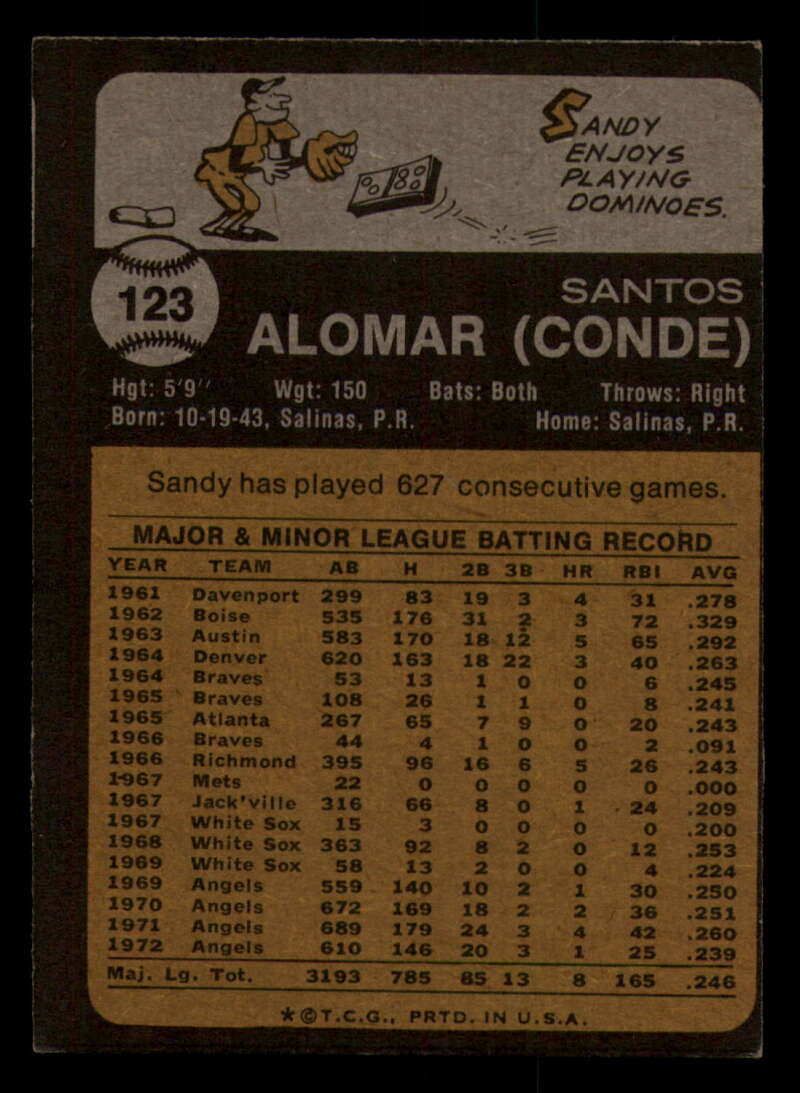 SANDY
ENJOYS
PLAYING
DOMINOES.
123
SANTOS
ALOMAR (CONDE)
Hgt: 5'9" Wgt: 150 Bats: Both Throws: Right
Born: 10-19-43, Salinas, P.R. Home: Salinas, P.R.
Sandy has played 627 consecutive games.
MAJOR & MINOR LEAGUE BATTING RECORD
YEAR TEAM AB H 2B 3B HR RBI AVG
1961 Davenport 299 83 19 3 4 31 .278
1962 Boise 535 176 31 2 3 72 .329
1963 Austin 583 170 18 12 5 65 .292
1964 Denver 620 163 18 22 3 40 .263
1964 Braves 53 13 1 0 0 6 .245
1965 Braves 108 26 1 1 0 8 .241
1965 Atlanta 267 65 7 9 0 20 .243
1966 Braves 44 4 1 0 0 2 .091
1966 Richmond 395 96 16 6 5 26 .243
1967 Mets 22 0 0 0 0 0 .000
1967 Jack'ville 316 66 8 0 1 24 .209
1967 White Sox 15 3 0 0 0 0 .200
1968 White Sox 363 92 8 2 0 12 .253
1969 White Sox 58 13 2 0 0 4 .224
1969 Angels 559 140 10 2 1 30 .250
1970 Angels 672 169 18 2 2 36 .251
1971 Angels 689 179 24 3 4 42 .260
1972 Angels 610 146 20 3 1 25 .239
Maj. Lg. Tot. 3193 785 85 13 8 165 .246
*©T.C.G., PRTD. IN U.S.A.